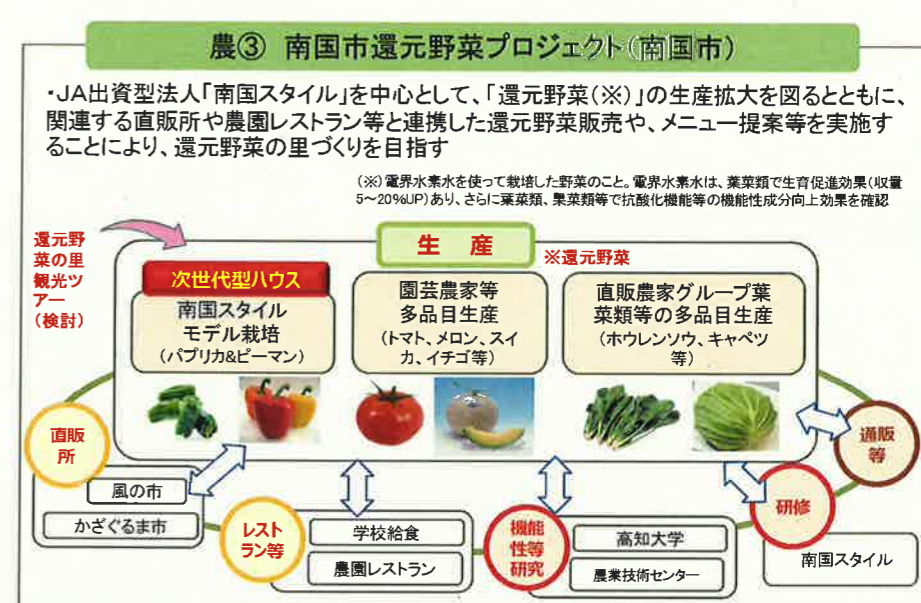 農③ 南国市還元野菜プロジェクト(南国市)
・JA出資型法人「南国スタイル」を中心として、「還元野菜(※)」の生産拡大を図るとともに、
関連する直販所や農園レストラン等と連携した還元野菜販売や、メニュー提案等を実施す
ることにより、還元野菜の里づくりを目指す
(※)電界水素水を使って栽培した野菜のこと。電界水素水は、葉菜類で生育促進効果(収量
5~20%UP)あり、さらに葉菜類、果菜類等で抗酸化機能等の機能性成分向上効果を確認
還元野
菜の里
観光ツ
アー
(検討)
生 産
※還元野菜
次世代型ハウス
南国スタイル
モデル栽培
(パプリカ&ピーマン)
園芸農家等
多品目生産
(トマト、メロン、スイ
カ、イチゴ等)
直販農家グループ葉
菜類等の多品目生産
(ホウレンソウ、キャベツ
等)
直販
所
風の市
かざぐるま市
レスト
ラン等
学校給食
農園レストラン
機能
性等
研究
高知大学
農業技術センター
研修
南国スタイル
通販
等